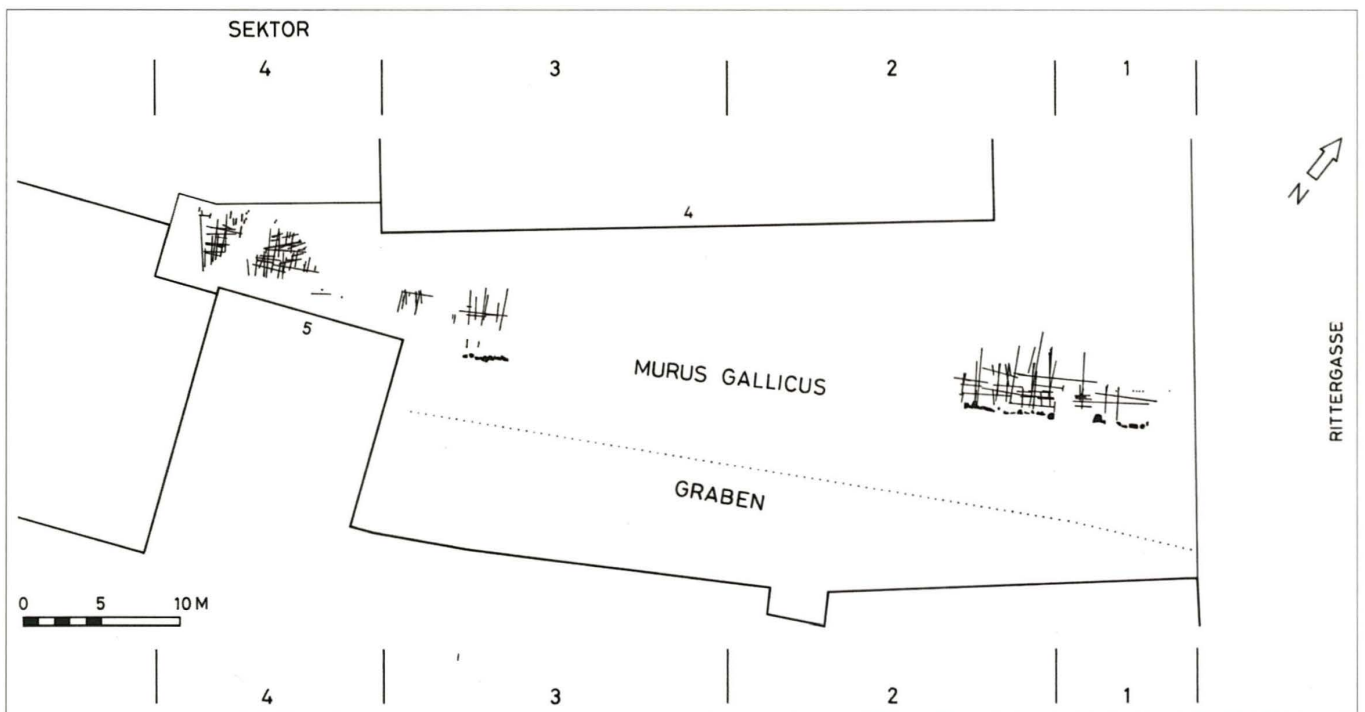 SEKTOR
4 3 2 1
N
4
5
MURUS GALLICUS
RITTERGASSE
GRABEN
0 5 10 M
4 3 2 1